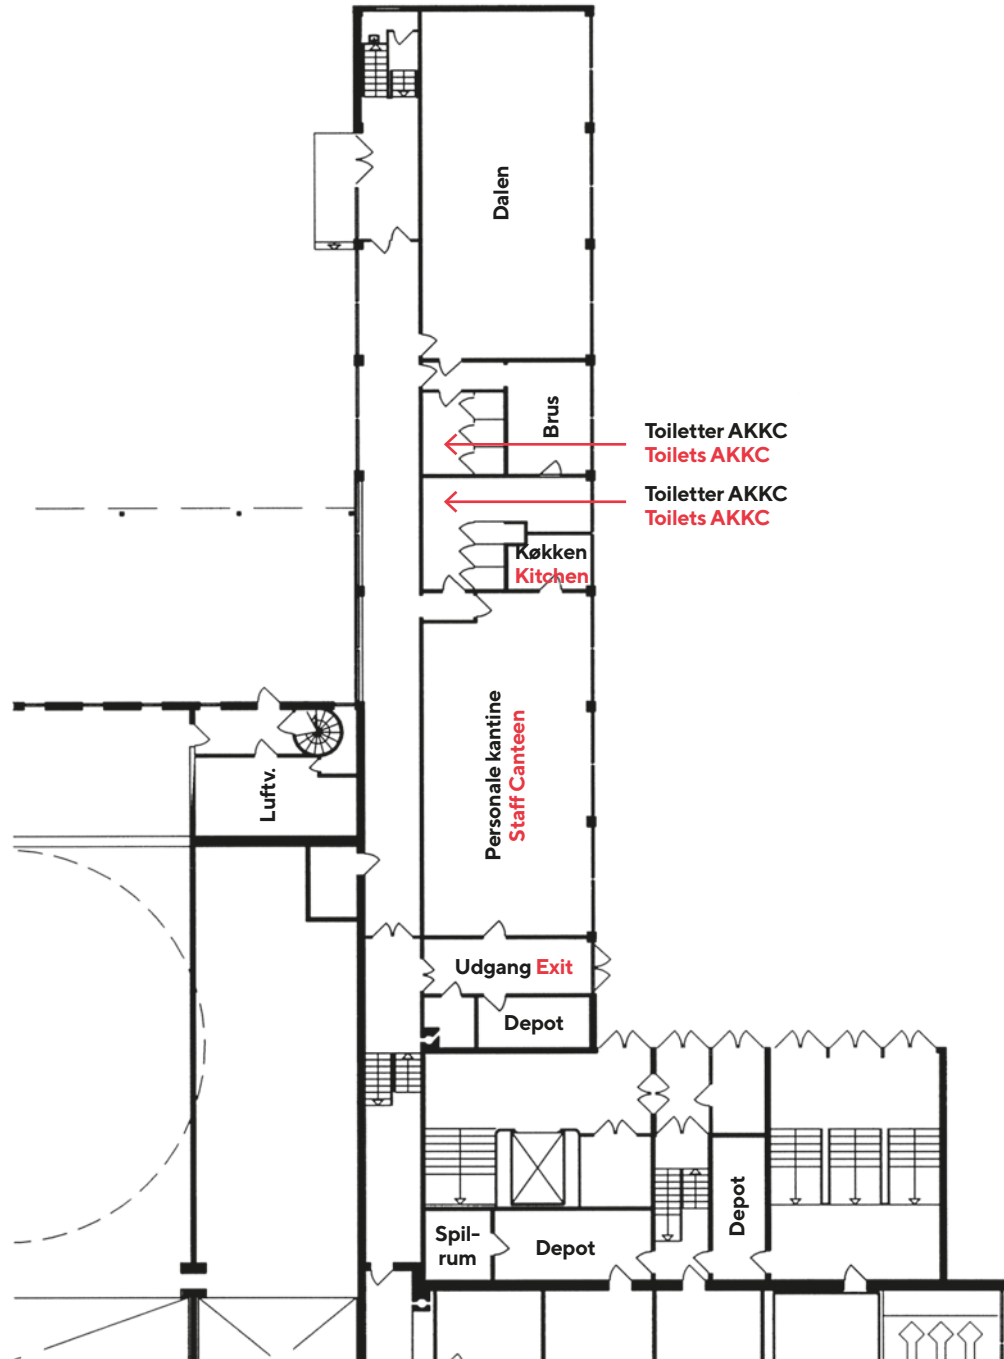 Dalen
Brus
Toiletter AKKC
Toilets AKKC
Toiletter AKKC
Toilets AKKC
Køkken
Kitchen
Personale kantine
Staff Canteen
Luftv.
Udgang Exit
Depot
Depot
Spil-
rum
Depot